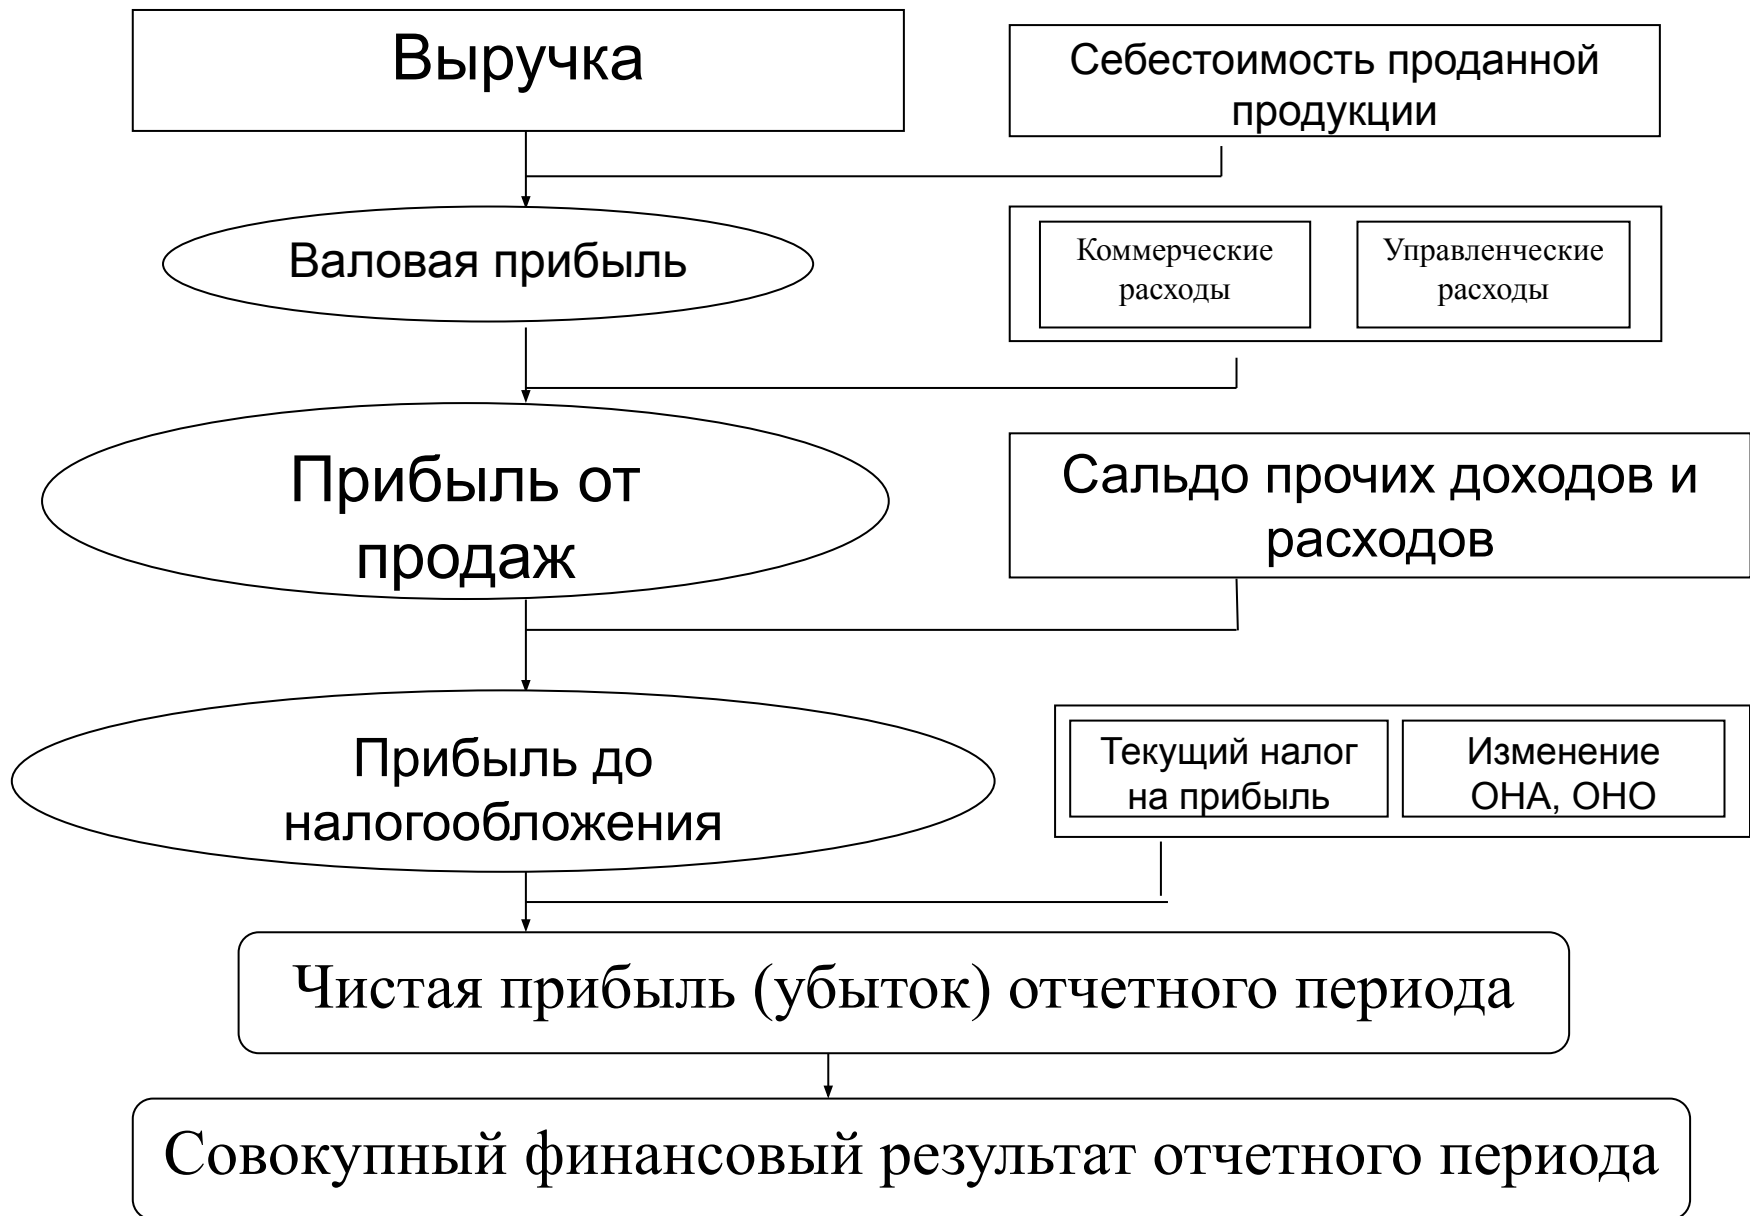 Выручка
Себестоимость проданной
продукции
Валовая прибыль
Коммерческие
расходы
Управленческие
расходы
Прибыль от
продаж
Сальдо прочих доходов и
расходов
Прибыль до
налогообложения
Текущий налог
на прибыль
Изменение
ОНА, ОНО
Чистая прибыль (убыток) отчетного периода
Совокупный финансовый результат отчетного периода